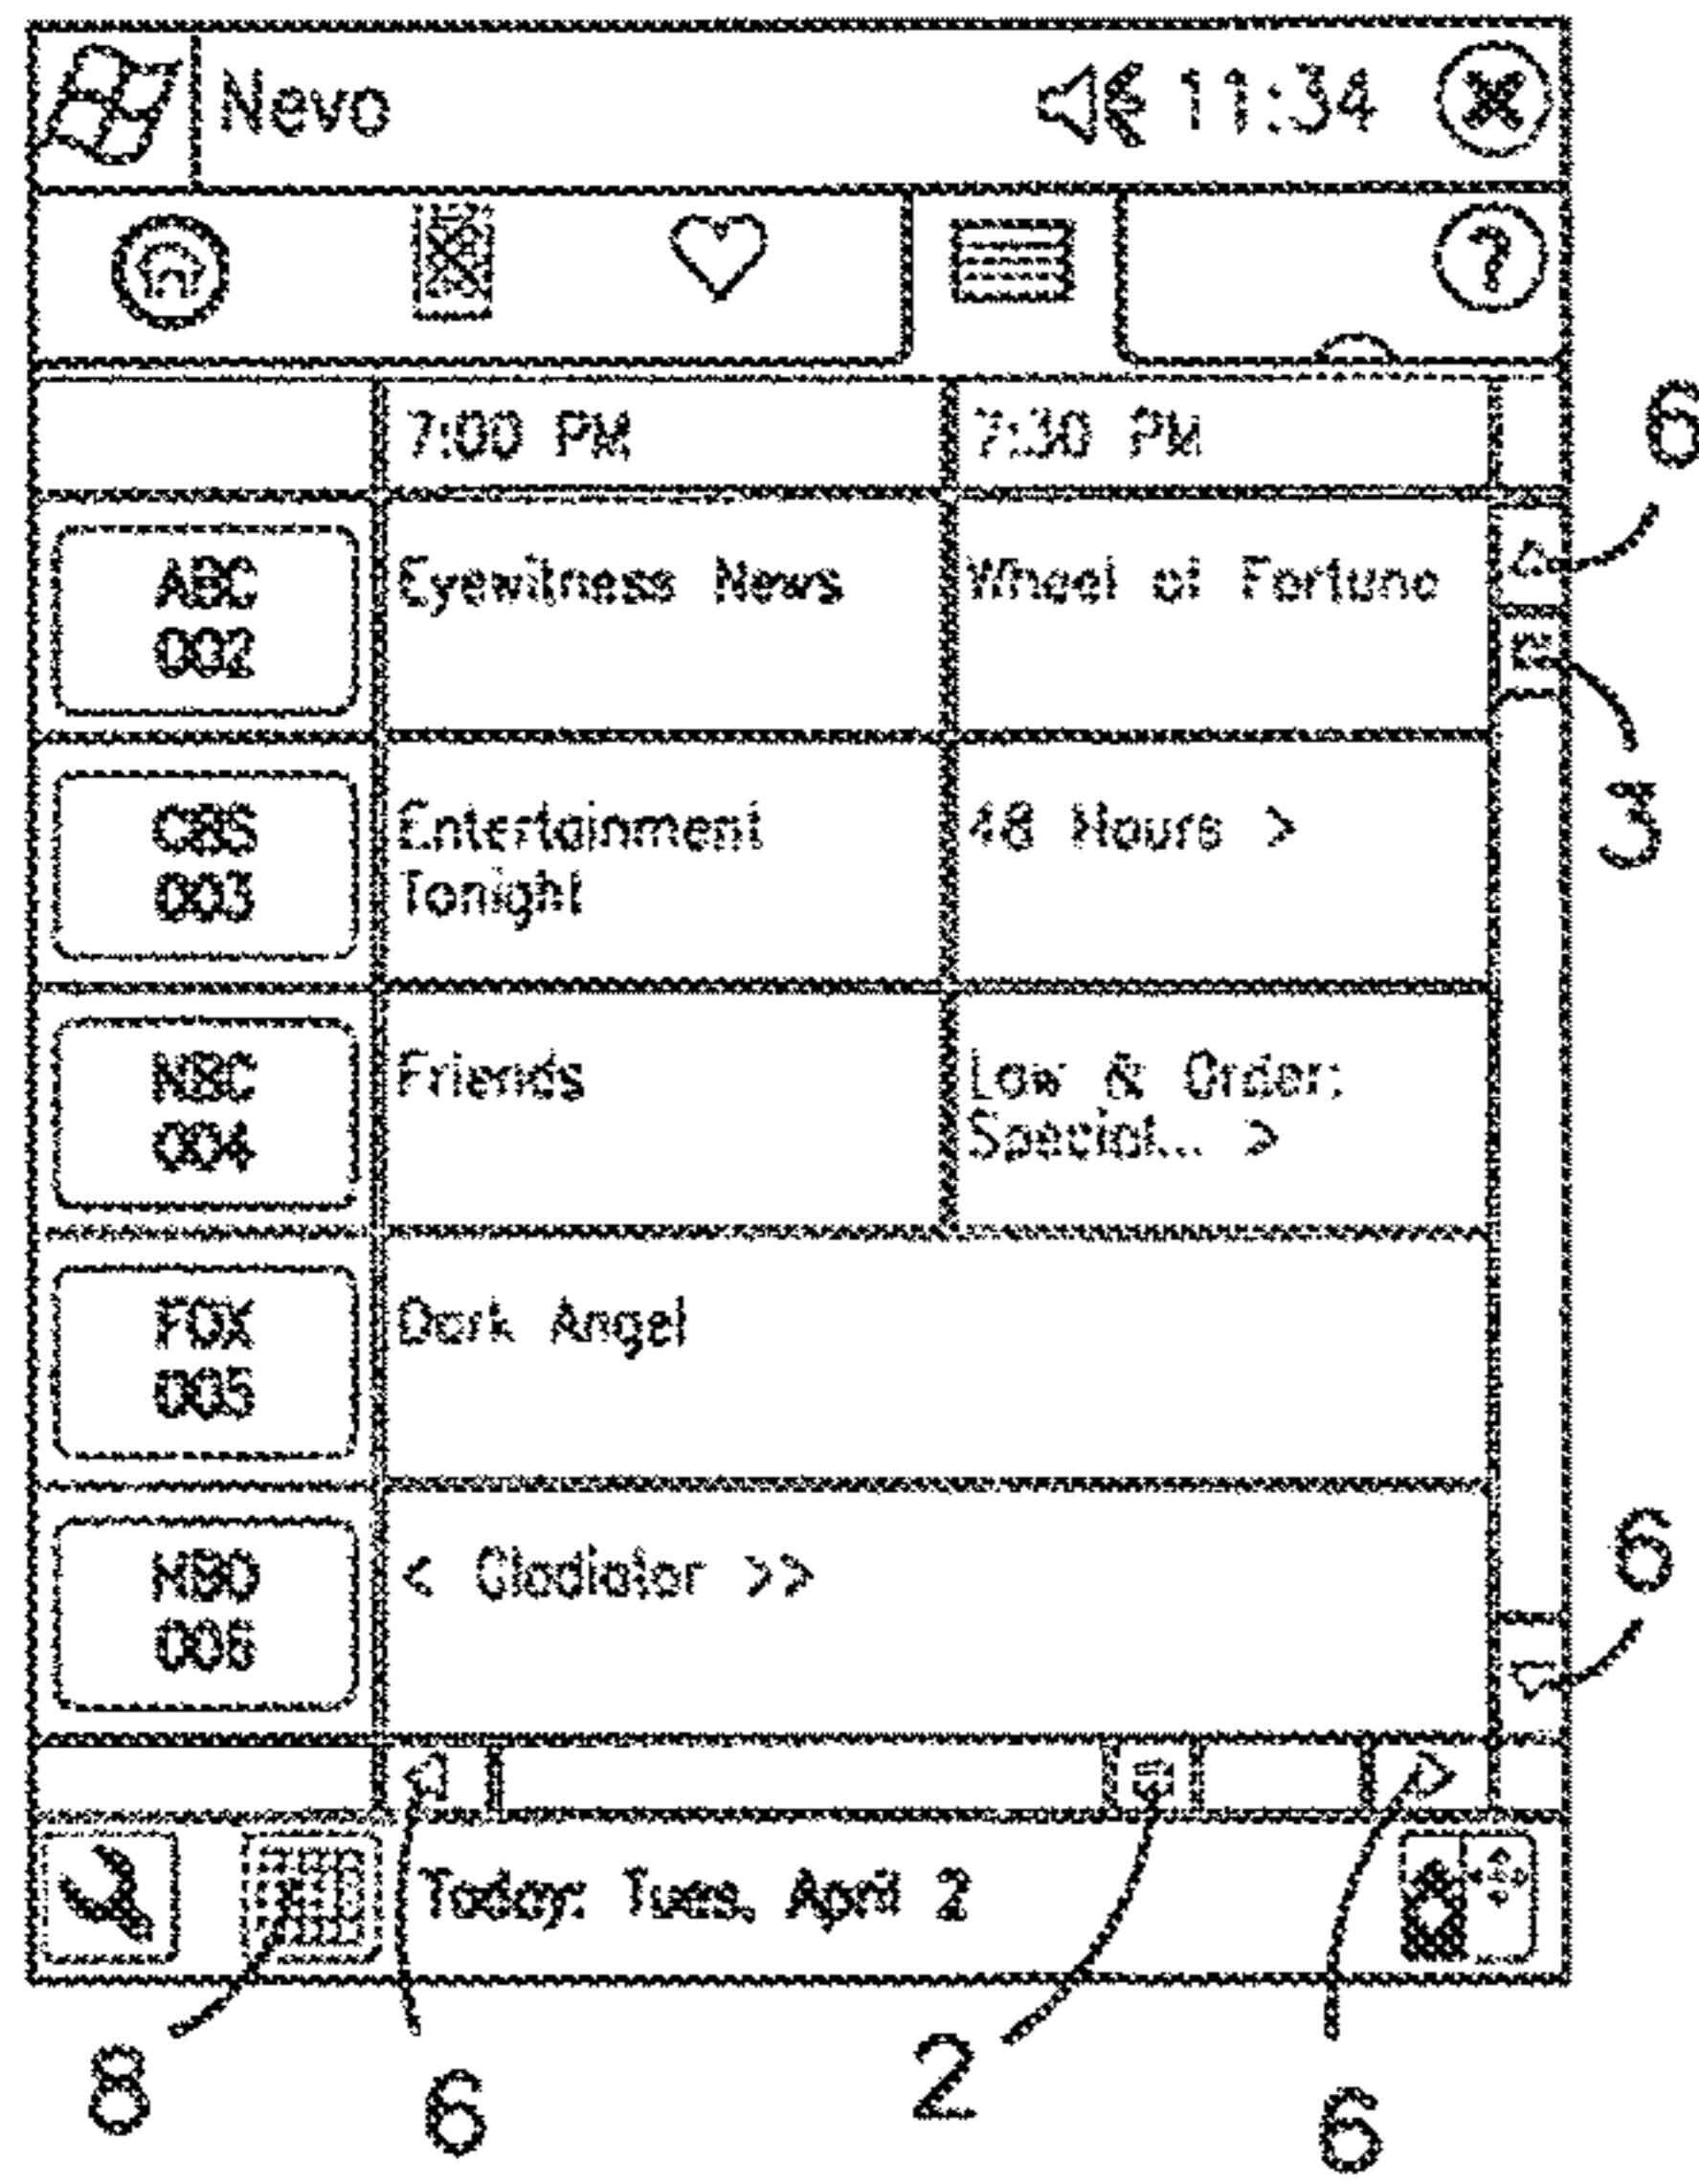 Nevo 11:34
?
7:00 PM 7:30 PM
6
ABC
002
Eyewitness News
Wheel of Fortune
3
CBS
003
Entertainment
Tonight
48 Hours >
NBC
004
Friends
Law & Order:
Special... >
FOX
005
Dark Angel
HBO
006
< Gladiator >>
6
Today: Tues, April 2
8 6 2 6